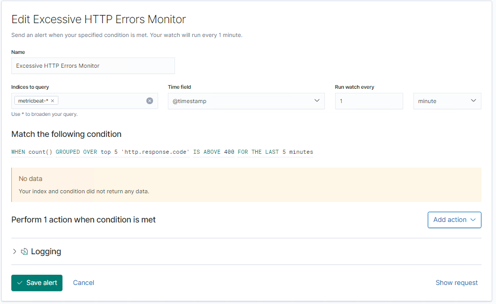 Edit Excessive HTTP Errors Monitor
Send an alert when your specified condition is met. Your watch will run every 1 minute.
Name
Excessive HTTP Errors Monitor
Indices to query
Time field
Run watch every
metricbeat-* ×
@timestamp
1
minute
Use * to broaden your query.
Match the following condition
WHEN count() GROUPED OVER top 5 'http.response.code' IS ABOVE 400 FOR THE LAST 5 minutes
No data
Your index and condition did not return any data.
Perform 1 action when condition is met
Add action
Logging
Save alert
Cancel
Show request